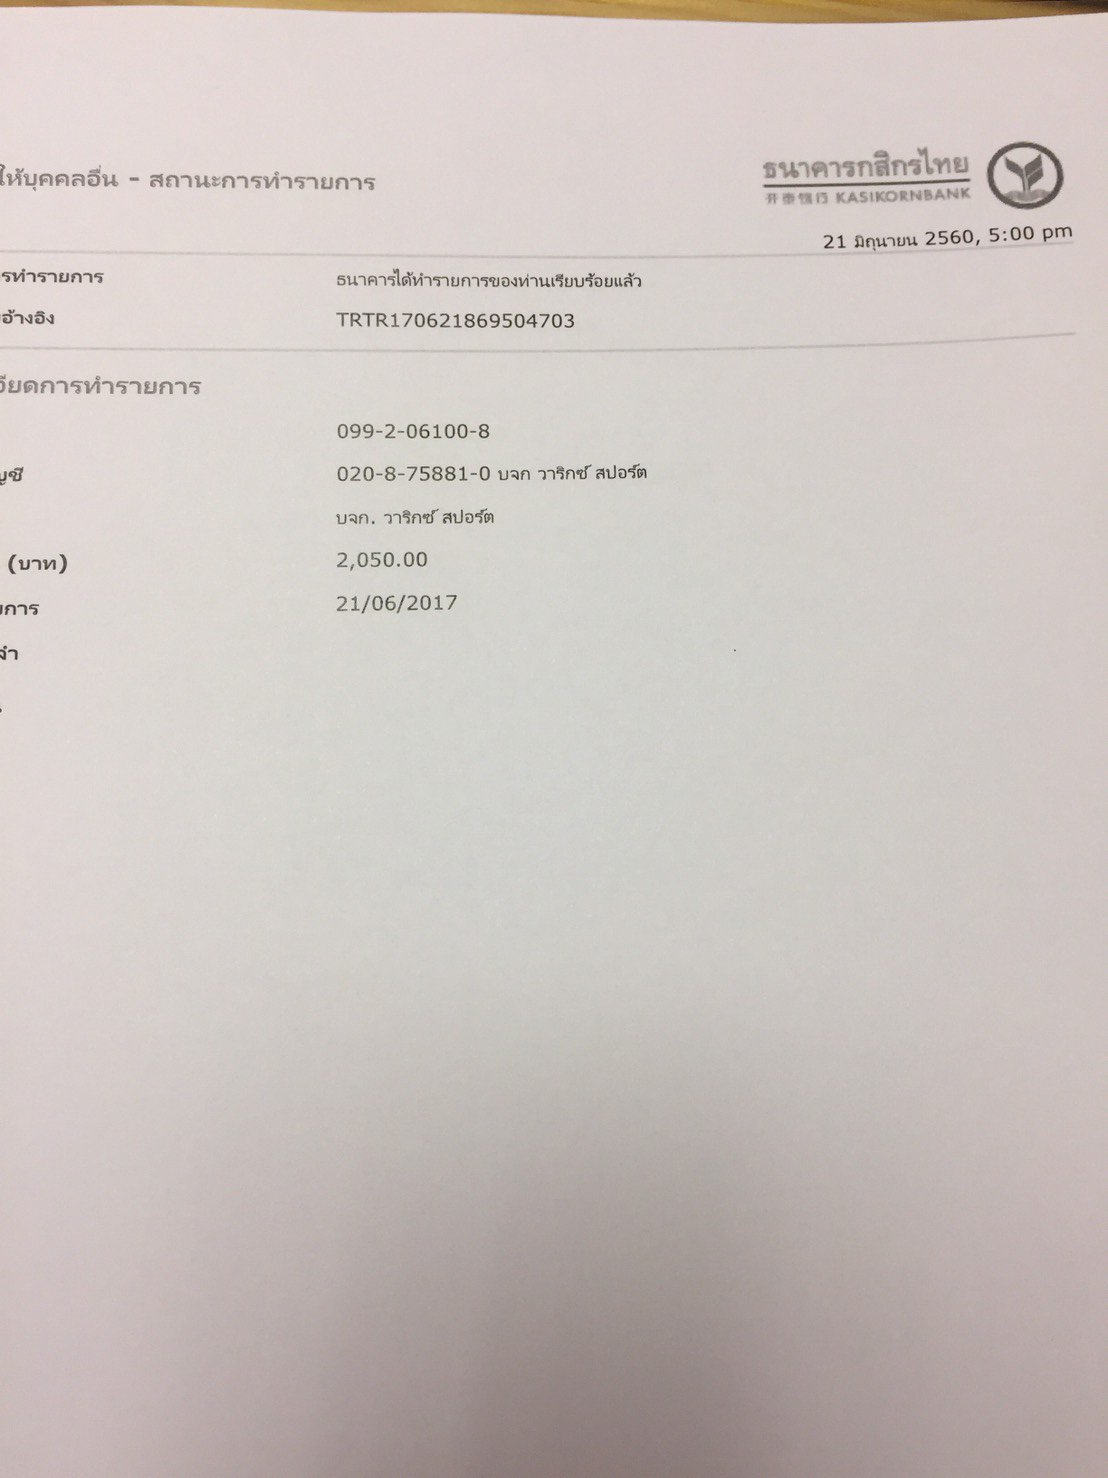 ธนาคารกสิกรไทย
开泰银行 KASIKORNBANK
ให้บุคคลอื่น - สถานะการทำรายการ
21 มิถุนายน 2560, 5:00 pm
รทำรายการ ธนาคารได้ทำรายการของท่านเรียบร้อยแล้ว
อ้างอิง TRTR170621869504703
อียดการทำรายการ
099-2-06100-8
ญชี 020-8-75881-0 บจก วาริกซ์ สปอร์ต
บจก. วาริกซ์ สปอร์ต
(บาท) 2,050.00
การ 21/06/2017
จำ